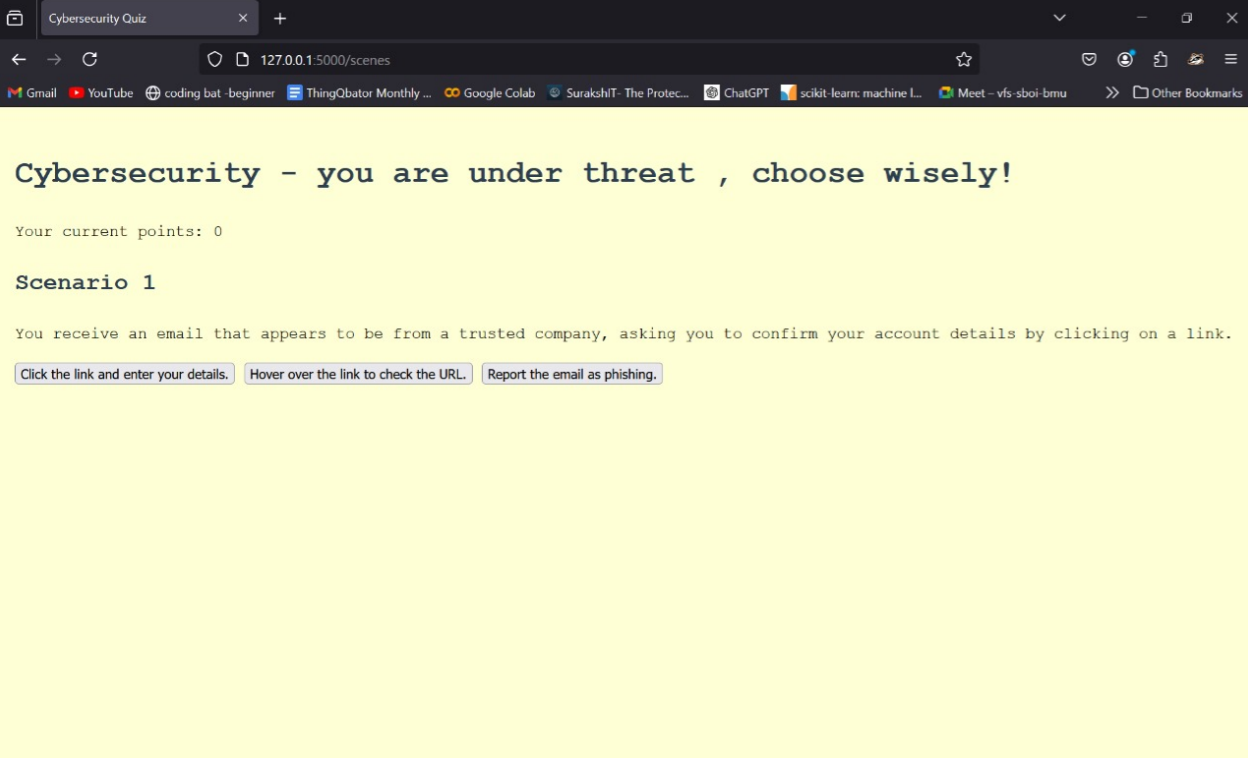 Cybersecurity Quiz
127.0.0.1:5000/scenes
Gmail YouTube coding bat -beginner ThingQbator Monthly ... Google Colab SurakshIT- The Protec... ChatGPT scikit-learn: machine l... Meet – vfs-sboi-bmu Other Bookmarks
Cybersecurity - you are under threat , choose wisely!
Your current points: 0
Scenario 1
You receive an email that appears to be from a trusted company, asking you to confirm your account details by clicking on a link.
Click the link and enter your details. Hover over the link to check the URL. Report the email as phishing.